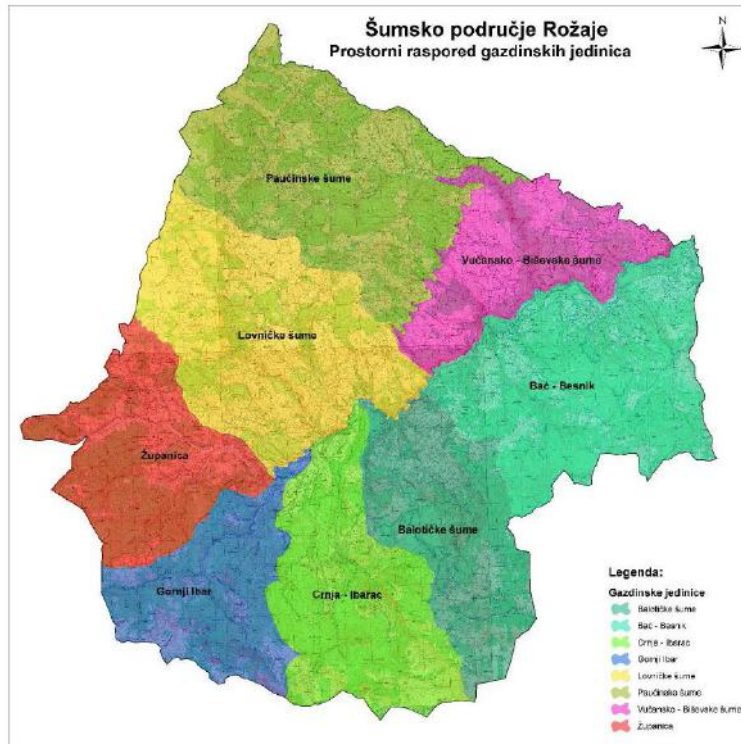 Šumsko područje Rožaje
Prostorni raspored gazdinskih jedinica
N
Paučinske šume
Vučansko - Biševske šume
Lovničke šume
Bać - Besnik
Županica
Balotičke šume
Gornji Ibar
Crnja - Ibarac
Legenda:
Gazdinske jedinice
Balotičke šume
Bać - Besnik
Crnja - Ibarac
Gornji Ibar
Lovničke šume
Paučinske šume
Vučansko - Biševske šume
Županica